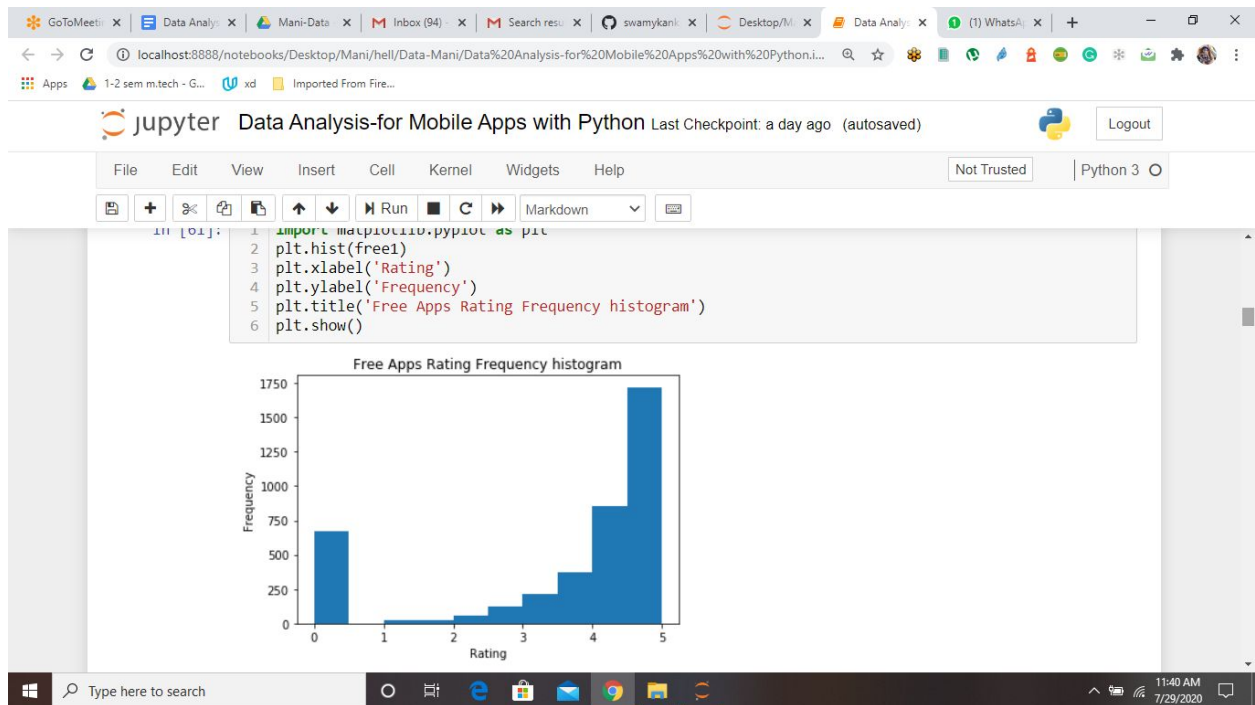 GoToMeeti
Data Analys
Mani-Data
Inbox (94) -
Search resu
swamykank
Desktop/Ma
Data Analys
(1) WhatsAp
localhost:8888/notebooks/Desktop/Mani/hell/Data-Mani/Data%20Analysis-for%20Mobile%20Apps%20with%20Python.i...
Apps
1-2 sem m.tech - G...
xd
Imported From Fire...
jupyter Data Analysis-for Mobile Apps with Python Last Checkpoint: a day ago (autosaved)
Logout
File Edit View Insert Cell Kernel Widgets Help
Not Trusted
Python 3
Run
Markdown
In [61]:
1 import matplotlib.pyplot as plt
2 plt.hist(free1)
3 plt.xlabel('Rating')
4 plt.ylabel('Frequency')
5 plt.title('Free Apps Rating Frequency histogram')
6 plt.show()
Free Apps Rating Frequency histogram
1750
1500
1250
1000
750
500
250
0
Frequency
0 1 2 3 4 5
Rating
Type here to search
11:40 AM
7/29/2020